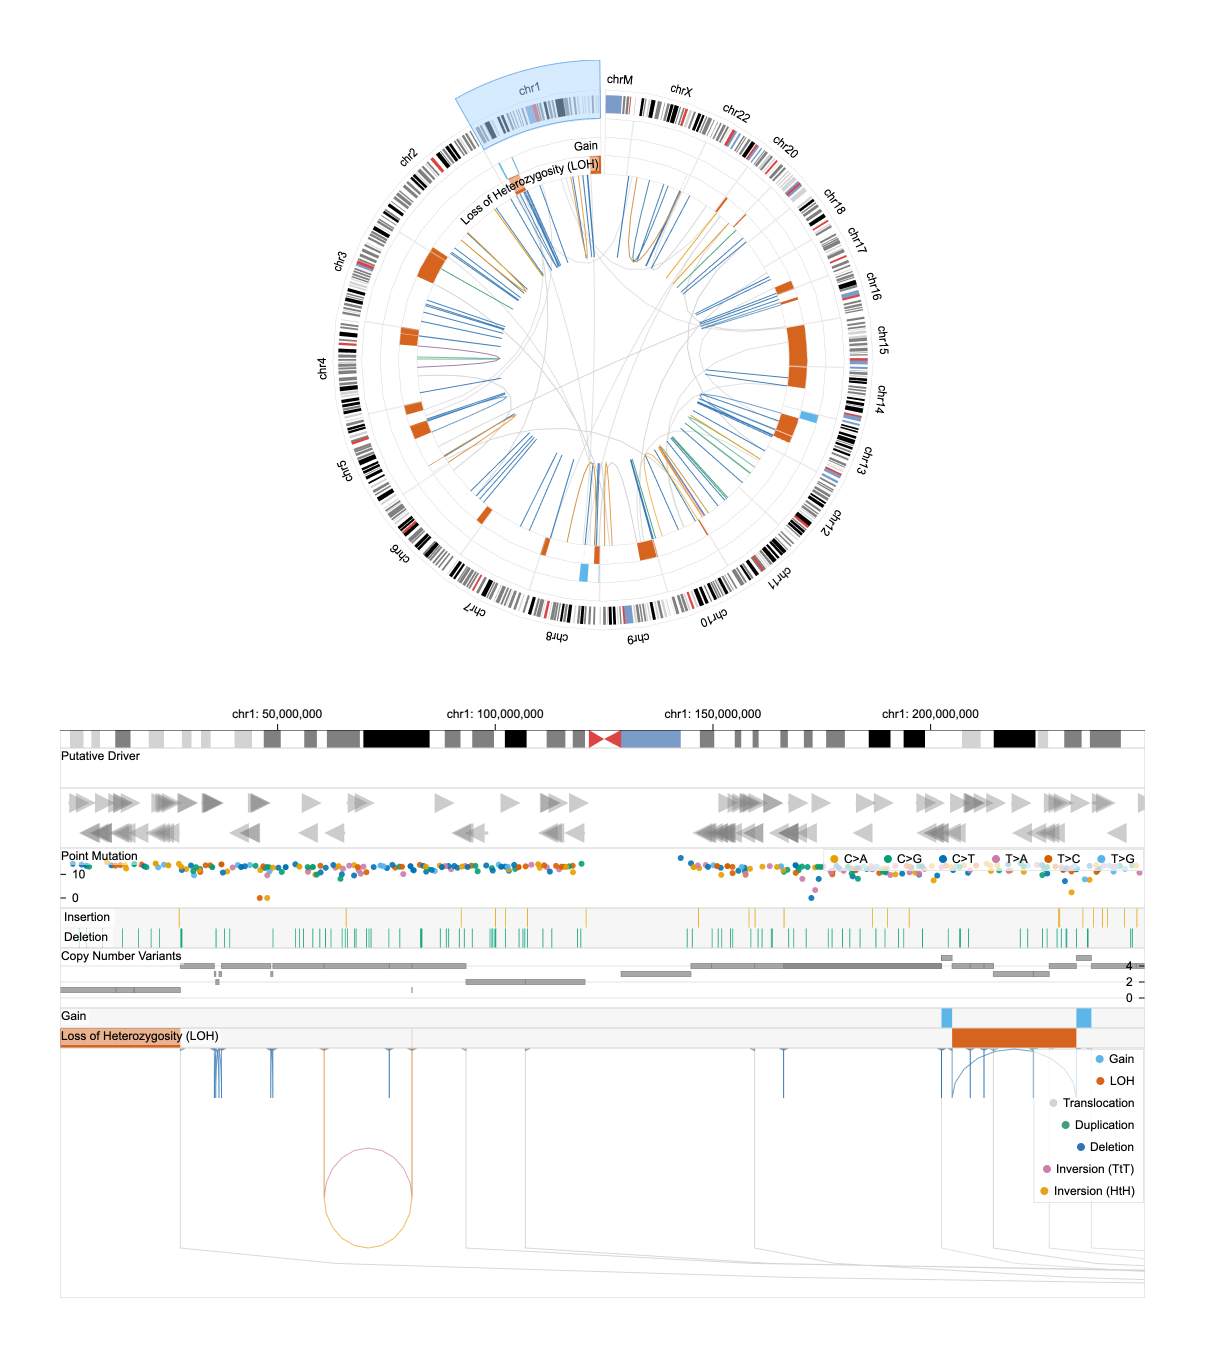 chrM
chrX
chr22
chr20
chr18
chr17
chr16
chr15
chr14
chr13
chr12
chr11
chr10
chr9
chr8
chr7
chr6
chr5
chr4
chr3
chr2
chr1
Gain
Loss of Heterozygosity (LOH)
chr1: 50,000,000 chr1: 100,000,000 chr1: 150,000,000 chr1: 200,000,000
Putative Driver
Point Mutation
C>A C>G C>T T>A T>C T>G
10
0
Insertion
Deletion
Copy Number Variants
4
2
0
Gain
Loss of Heterozygosity (LOH)
Gain
LOH
Translocation
Duplication
Deletion
Inversion (TtT)
Inversion (HtH)